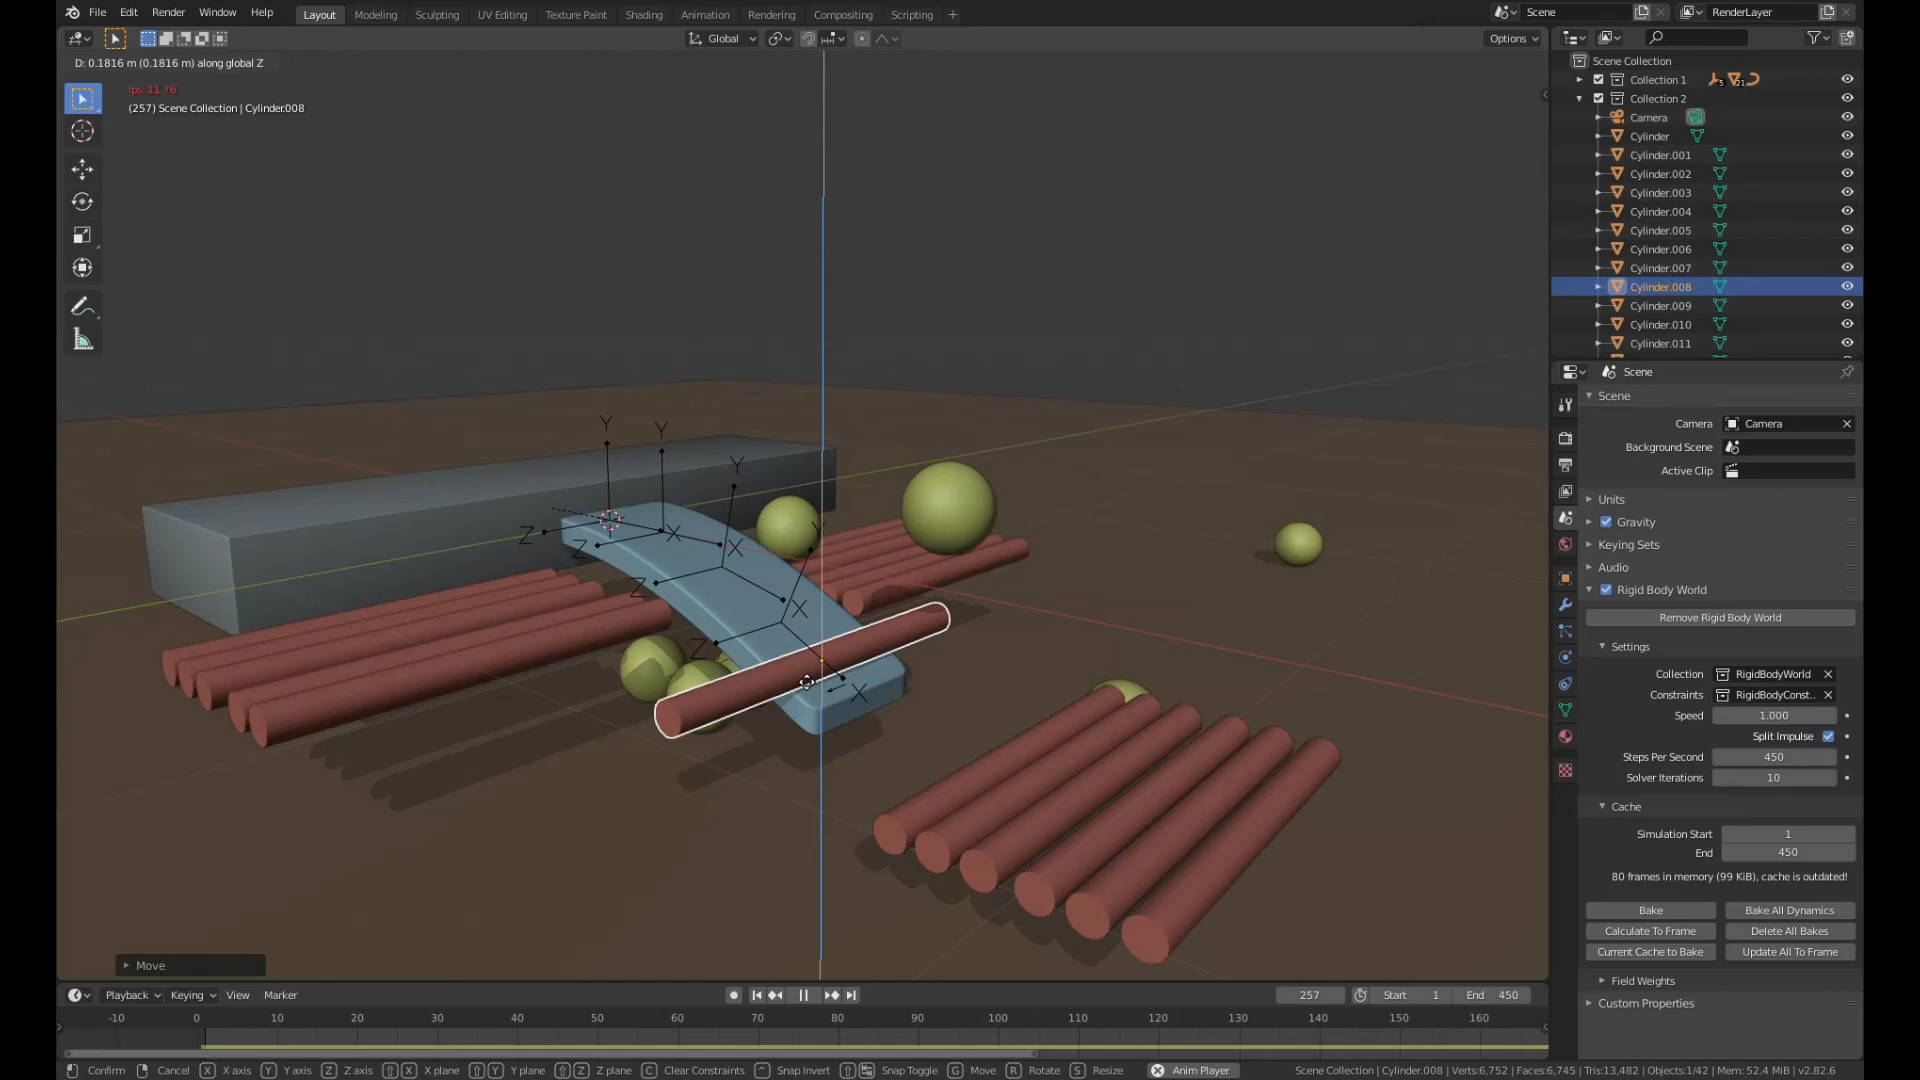 File Edit Render Window Help Layout Modeling Sculpting UV Editing Texture Paint Shading Animation Rendering Compositing Scripting + Scene RenderLayer
Global Options
D: 0.1816 m (0.1816 m) along global Z
fps: 11.76
(257) Scene Collection | Cylinder.008
Scene Collection
Collection 1 5 21
Collection 2
Camera
Cylinder
Cylinder.001
Cylinder.002
Cylinder.003
Cylinder.004
Cylinder.005
Cylinder.006
Cylinder.007
Cylinder.008
Cylinder.009
Cylinder.010
Cylinder.011
Scene
Scene
Camera Camera
Background Scene
Active Clip
Units
Gravity
Keying Sets
Audio
Rigid Body World
Remove Rigid Body World
Settings
Collection RigidBodyWorld
Constraints RigidBodyConst..
Speed 1.000
Split Impulse
Steps Per Second 450
Solver Iterations 10
Cache
Simulation Start 1
End 450
80 frames in memory (99 KiB), cache is outdated!
Bake Bake All Dynamics
Calculate To Frame Delete All Bakes
Current Cache to Bake Update All To Frame
Field Weights
Custom Properties
Y Y
Y
Y
Z X
Z X
Z X
Z X
Move
Playback Keying View Marker 257 Start 1 End 450
-10 0 10 20 30 40 50 60 70 80 90 100 110 120 130 140 150 160
Confirm Cancel X X axis Y Y axis Z Z axis X X plane Y Y plane Z Z plane C Clear Constraints Snap Invert Snap Toggle G Move R Rotate S Resize Anim Player Scene Collection | Cylinder.008 | Verts:6,752 | Faces:6,745 | Tris:13,482 | Objects:1/42 | Mem: 52.4 MiB | v2.82.6